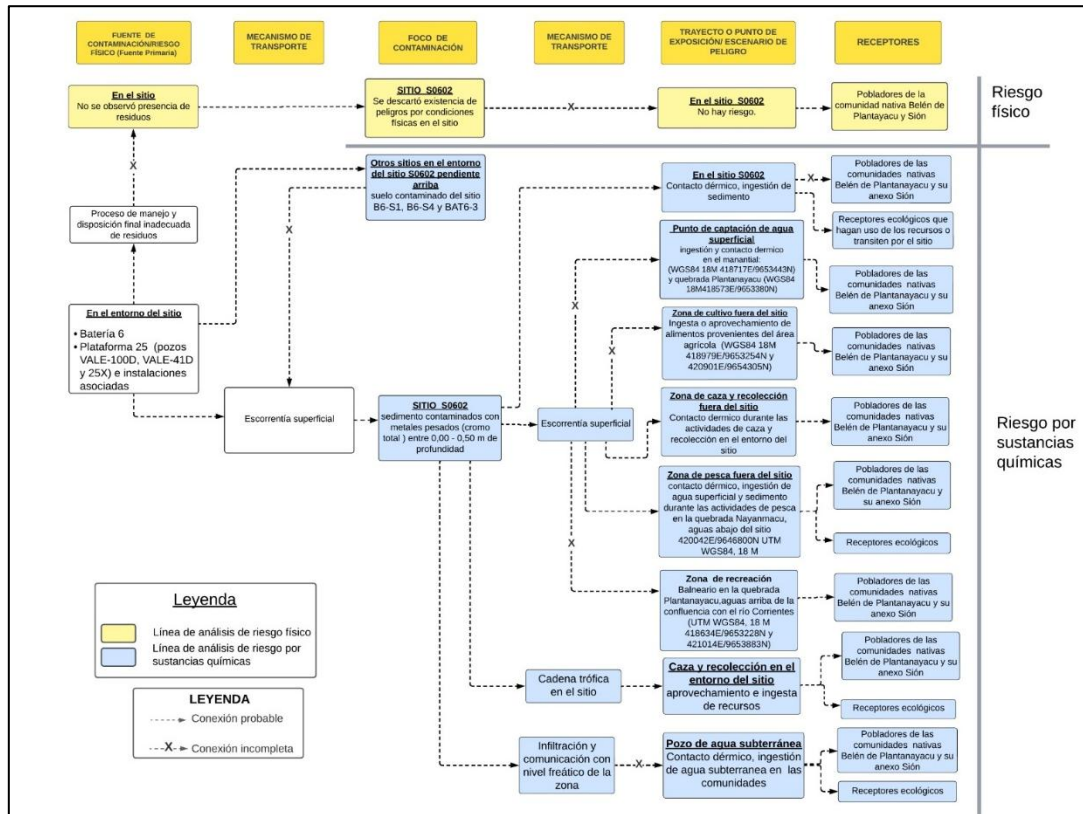 FUENTE DE
CONTAMINACIÓN/RIESGO
FÍSICO (Fuente Primaria)
MECANISMO DE
TRANSPORTE
FOCO DE
CONTAMINACIÓN
MECANISMO DE
TRANSPORTE
TRAYECTO O PUNTO DE
EXPOSICIÓN/ ESCENARIO DE
PELIGRO
RECEPTORES
En el sitio
No se observó presencia de
residuos
SITIO S0602
Se descartó existencia de
peligros por condiciones
físicas en el sitio
X
En el sitio S0602
No hay riesgo.
Pobladores de la
comunidad nativa Belén de
Plantayacu y Sión
Riesgo
físico
X
Proceso de manejo y
disposición final inadecuada
de residuos
En el entorno del sitio
• Batería 6
• Plataforma 25 (pozos
VALE-100D, VALE-41D
y 25X) e instalaciones
asociadas
Otros sitios en el entorno
del sitio S0602 pendiente
arriba
suelo contaminado del sitio
B6-S1, B6-S4 y BAT6-3
X
Escorrentía superficial
SITIO S0602
sedimento contaminados con
metales pesados (cromo
total ) entre 0,00 - 0,50 m de
profundidad
Escorrentía superficial
X
X
X
En el sitio S0602
Contacto dérmico, ingestión de
sedimento
X
Pobladores de las
comunidades nativas
Belén de Plantanayacu y su
anexo Sión
Receptores ecológicos que
hagan uso de los recursos o
transiten por el sitio
Punto de captación de agua
superficial
ingestión y contacto dermico
en el manantial:
(WGS84 18M 418717E/9653443N)
y quebrada Plantanayacu (WGS84
18M418573E/9653380N)
Pobladores de las
comunidades nativas
Belén de Plantanayacu y su
anexo Sión
Zona de cultivo fuera del sitio
Ingesta o aprovechamiento de
alimentos provenientes del área
agrícola (WGS84 18M
418979E/9653254N y
420901E/9654305N)
Pobladores de las
comunidades nativas
Belén de Plantanayacu y su
anexo Sión
Zona de caza y recolección
fuera del sitio
Contacto dermico durante las
actividades de caza y
recolección en el entorno del
sitio
Pobladores de las
comunidades nativas
Belén de Plantanayacu y su
anexo Sión
Riesgo por
sustancias
químicas
Zona de pesca fuera del sitio
contacto dérmico, ingestión de
agua superficial y sedimento
durante las actividades de pesca
en la quebrada Nayanmacu,
aguas abajo del sitio
420042E/9646800N UTM
WGS84, 18 M
Pobladores de las
comunidades nativas
Belén de Plantanayacu y
su anexo Sión
Receptores ecológicos
Zona de recreación
Balneario en la quebrada
Plantanayacu,aguas arriba de la
confluencia con el río Corrientes
(UTM WGS84, 18 M
418634E/9653228N y
421014E/9653883N)
Pobladores de las
comunidades nativas
Belén de Plantanayacu y su
anexo Sión
Cadena trófica
en el sitio
Caza y recolección en el
entorno del sitio
aprovechamiento e ingesta
de recursos
Pobladores de las
comunidades nativas
Belén de Plantanayacu y su
anexo Sión
Receptores ecológicos
Infiltración y
comunicación con
nivel freático de la
zona
X
Pozo de agua subterránea
Contacto dérmico, ingestión
de agua subterranea en las
comunidades
Pobladores de las
comunidades nativas
Belén de Plantanayacu y su
anexo Sión
Receptores ecológicos
Leyenda
Línea de análisis de riesgo físico
Línea de análisis de riesgo por
sustancias químicas
LEYENDA
Conexión probable
X Conexión incompleta